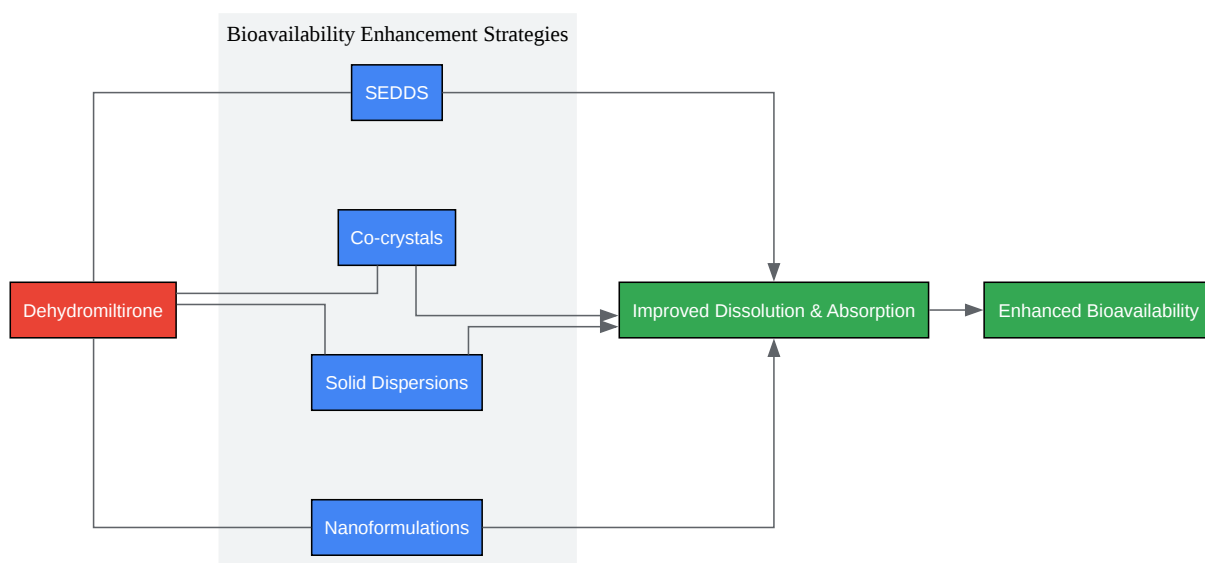 Bioavailability Enhancement Strategies
SEDDS
Co-crystals
Dehydromiltirone
Improved Dissolution & Absorption
Enhanced Bioavailability
Solid Dispersions
Nanoformulations